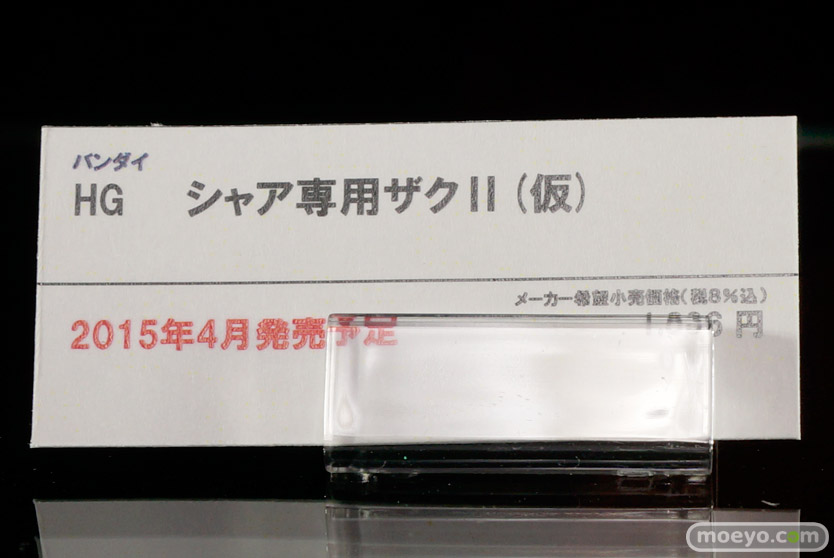 バンダイ
HG シャア専用ザクII(仮)
メーカー希望小売価格(税8%込)
2015年4月発売予定
円
moeyo.com